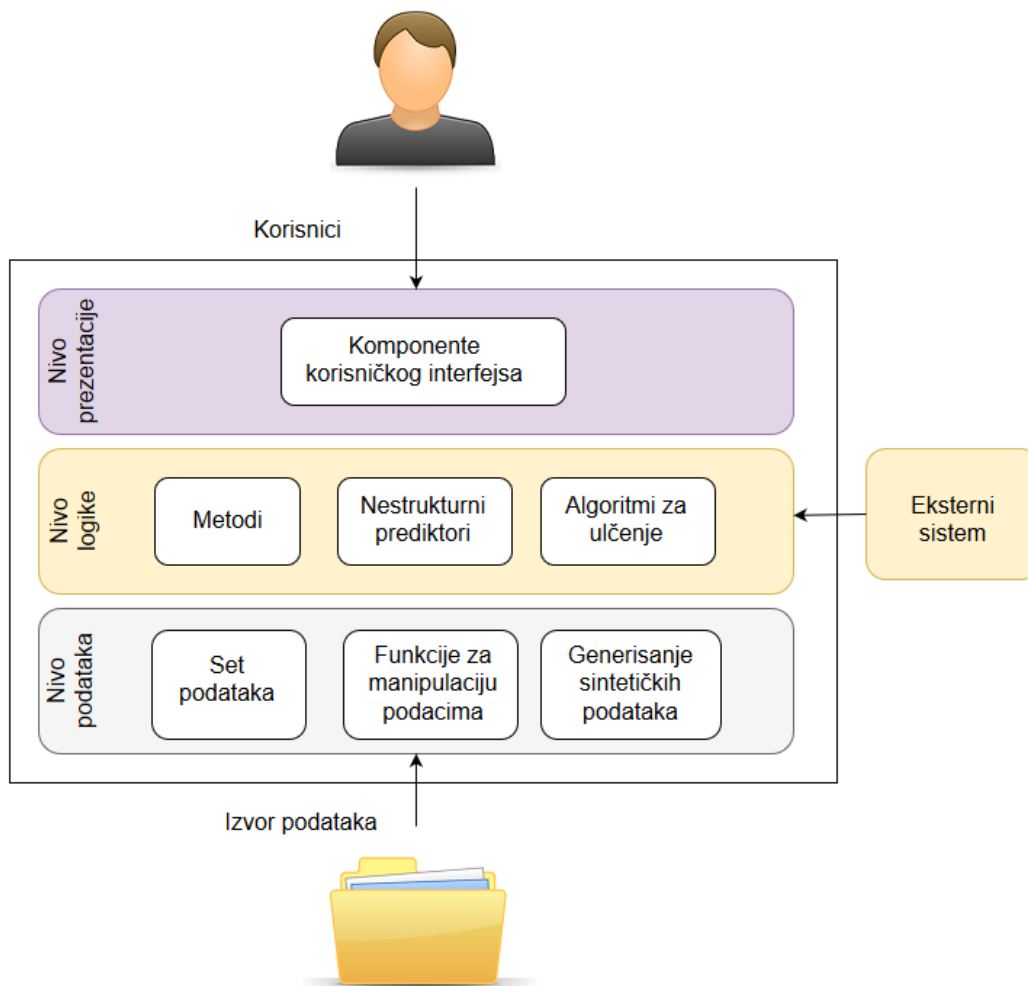 Korisnici
Nivo
prezentacije
Komponente
korisničkog interfejsa
Nivo
logike
Metodi
Nestrukturni
prediktori
Algoritmi za
ulčenje
Eksterni
sistem
Nivo
podataka
Set
podataka
Funkcije za
manipulaciju
podacima
Generisanje
sintetičkih
podataka
Izvor podataka